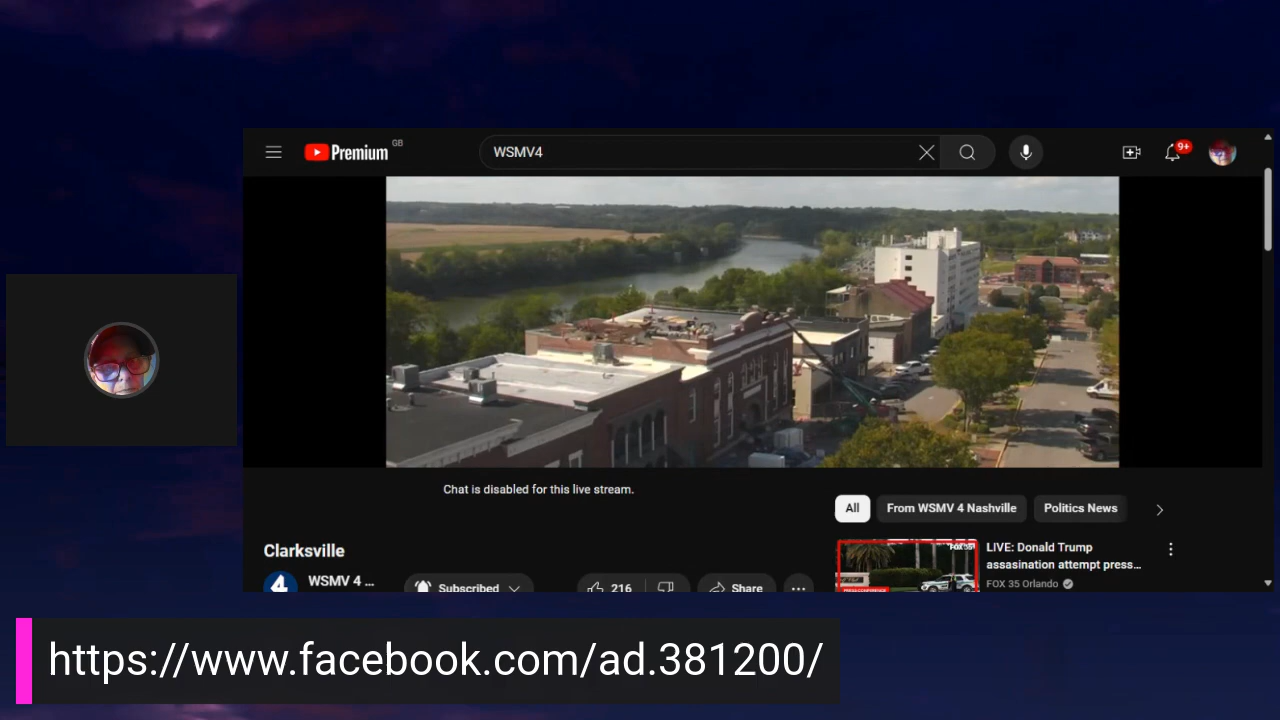 Premium GB
WSMV4
9+
Chat is disabled for this live stream.
All
From WSMV 4 Nashville
Politics News
Clarksville
4
WSMV 4 ...
Subscribed
216
Share
LIVE: Donald Trump
assasination attempt press...
FOX 35 Orlando
https://www.facebook.com/ad.381200/